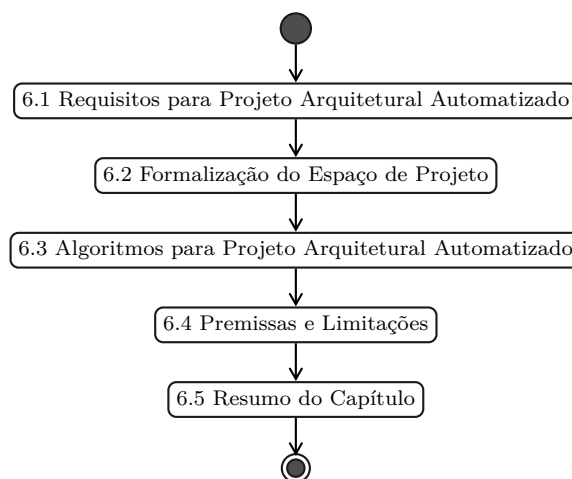 6.1 Requisitos para Projeto Arquitetural Automatizado
6.2 Formalização do Espaço de Projeto
6.3 Algoritmos para Projeto Arquitetural Automatizado
6.4 Premissas e Limitações
6.5 Resumo do Capítulo